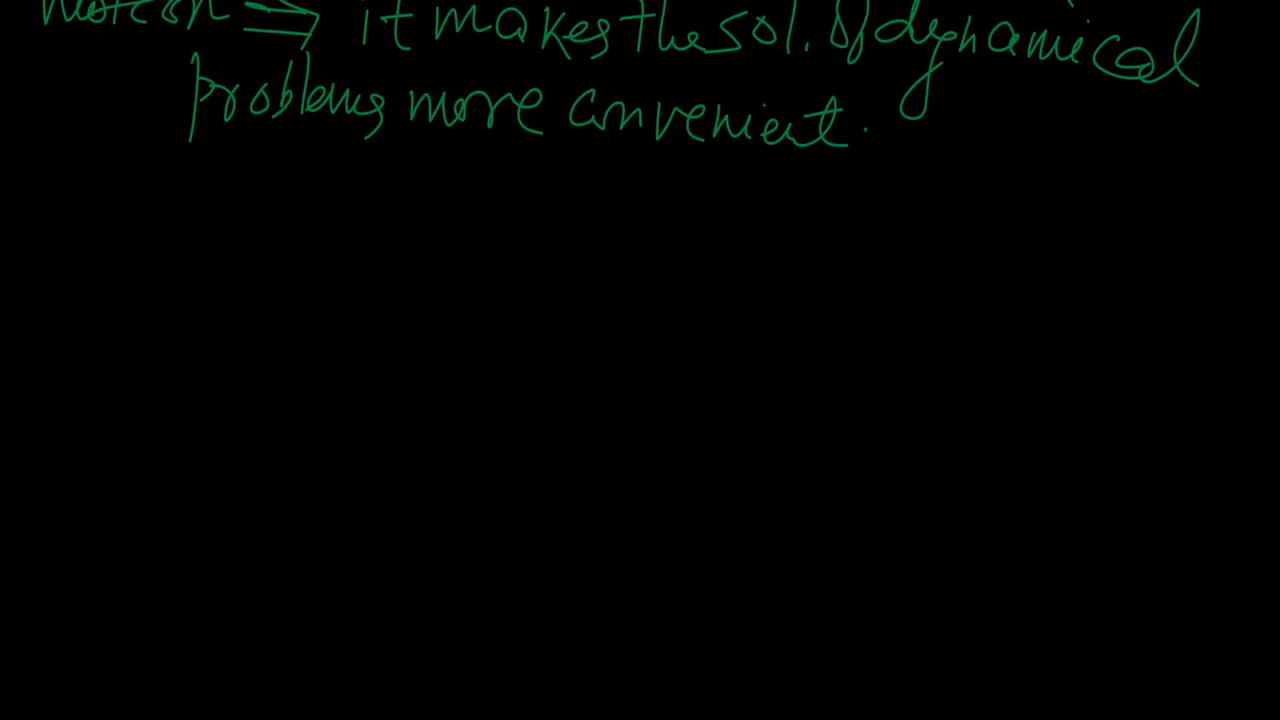 ⇒ it makes the sol. of dynamical
problems more convenient.